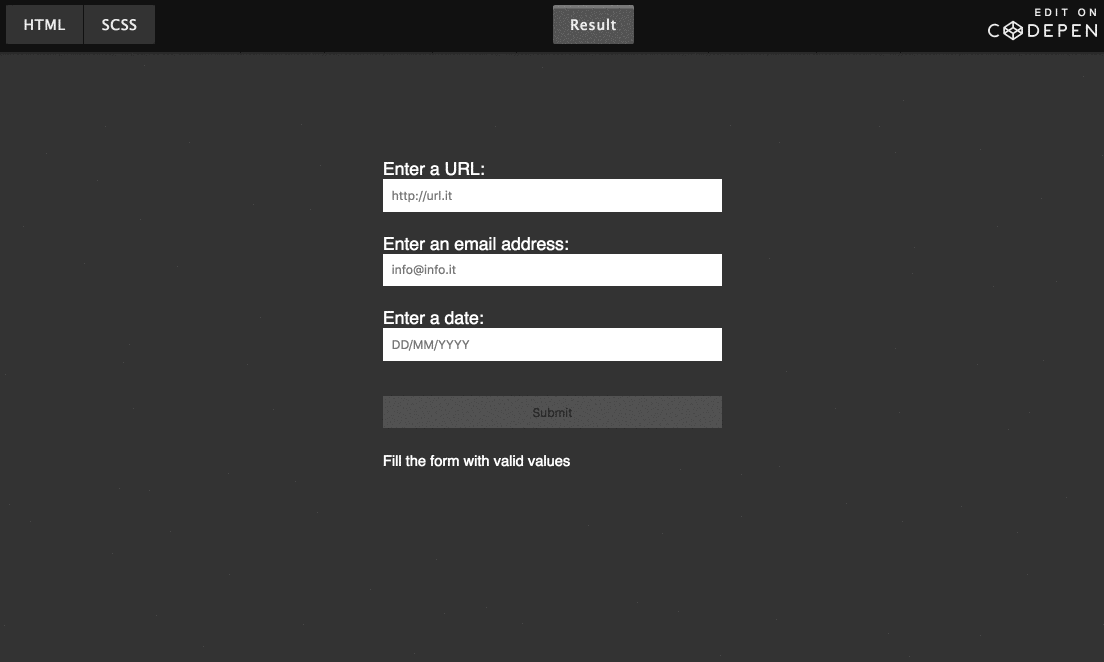 HTML
SCSS
Result
EDIT ON
CODEPEN
Enter a URL:
http://url.it
Enter an email address:
info@info.it
Enter a date:
DD/MM/YYYY
Submit
Fill the form with valid values